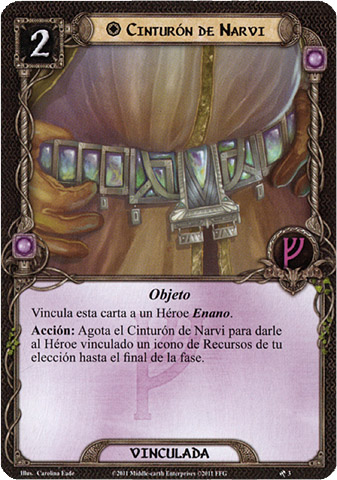 2
Cinturón de Narvi
Objeto
Vincula esta carta a un Héroe Enano.
Acción: Agota el Cinturón de Narvi para darle
al Héroe vinculado un icono de Recursos de tu
elección hasta el final de la fase.
VINCULADA
Illus. Carolina Eade ©2011 Middle-earth Enterprises ©2011 FFG 3